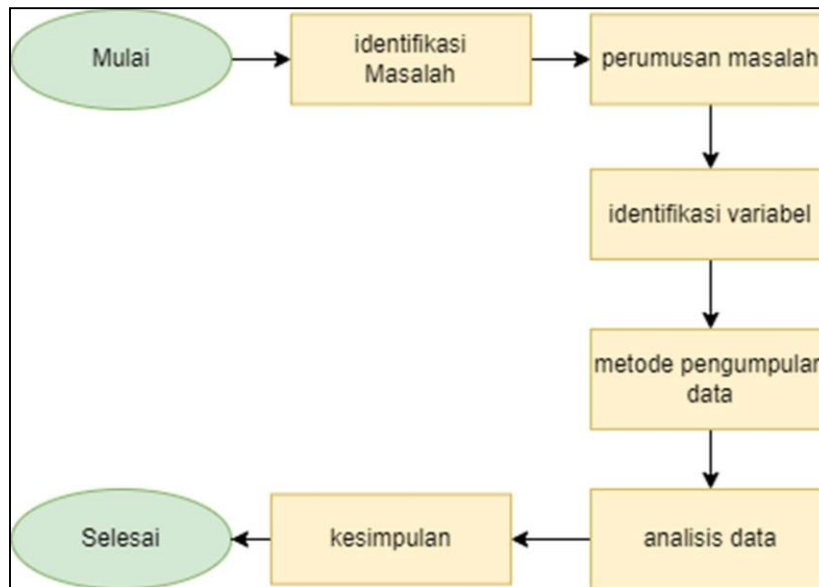 Mulai
identifikasi
Masalah
perumusan masalah
identifikasi variabel
metode pengumpulan
data
analisis data
kesimpulan
Selesai